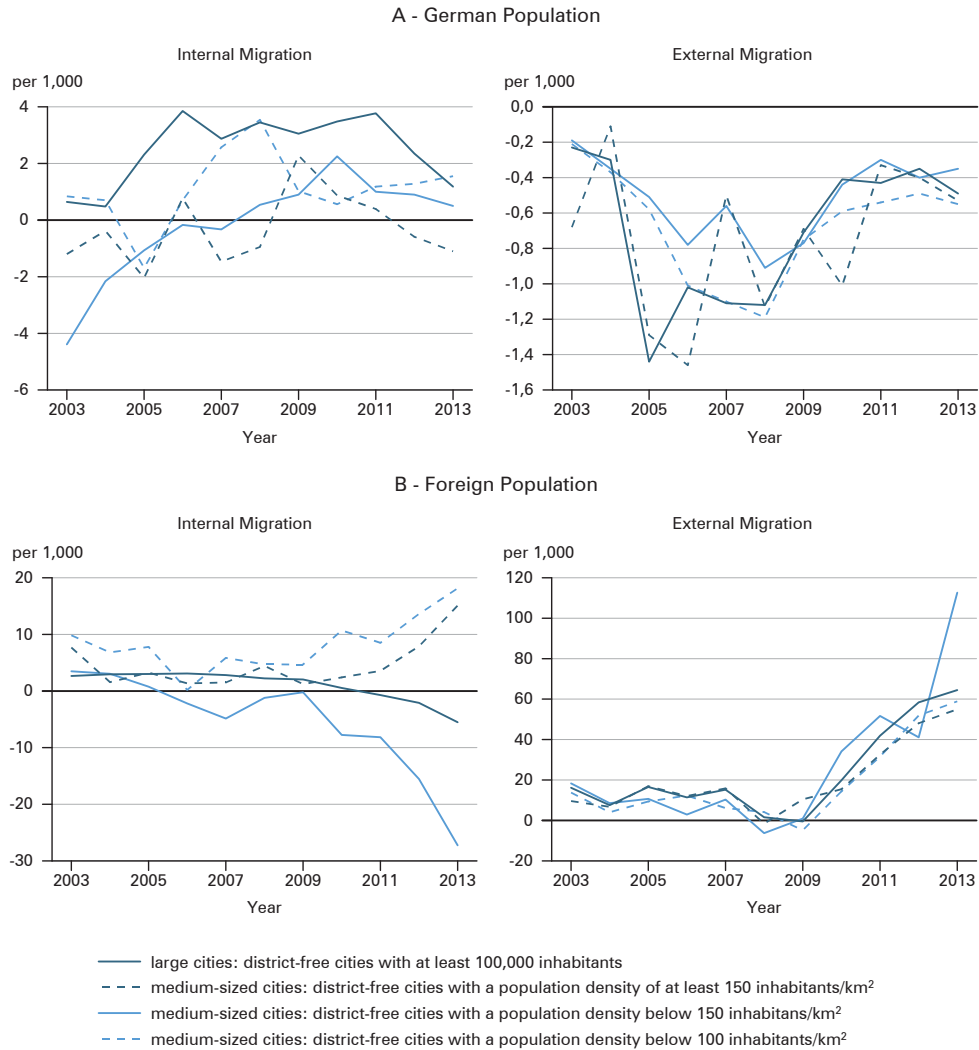 A - German Population
Internal Migration
per 1,000
4
2
0
-2
-4
-6
2003
2005
2007
2009
2011
2013
Year
External Migration
per 1,000
0,0
-0,2
-0,4
-0,6
-0,8
-1,0
-1,2
-1,4
-1,6
2003
2005
2007
2009
2011
2013
Year
B - Foreign Population
Internal Migration
per 1,000
20
10
0
-10
-20
-30
2003
2005
2007
2009
2011
2013
Year
External Migration
per 1,000
120
100
80
60
40
20
0
-20
2003
2005
2007
2009
2011
2013
Year
large cities: district-free cities with at least 100,000 inhabitants
medium-sized cities: district-free cities with a population density of at least 150 inhabitants/km²
medium-sized cities: district-free cities with a population density below 150 inhabitans/km²
medium-sized cities: district-free cities with a population density below 100 inhabitants/km²